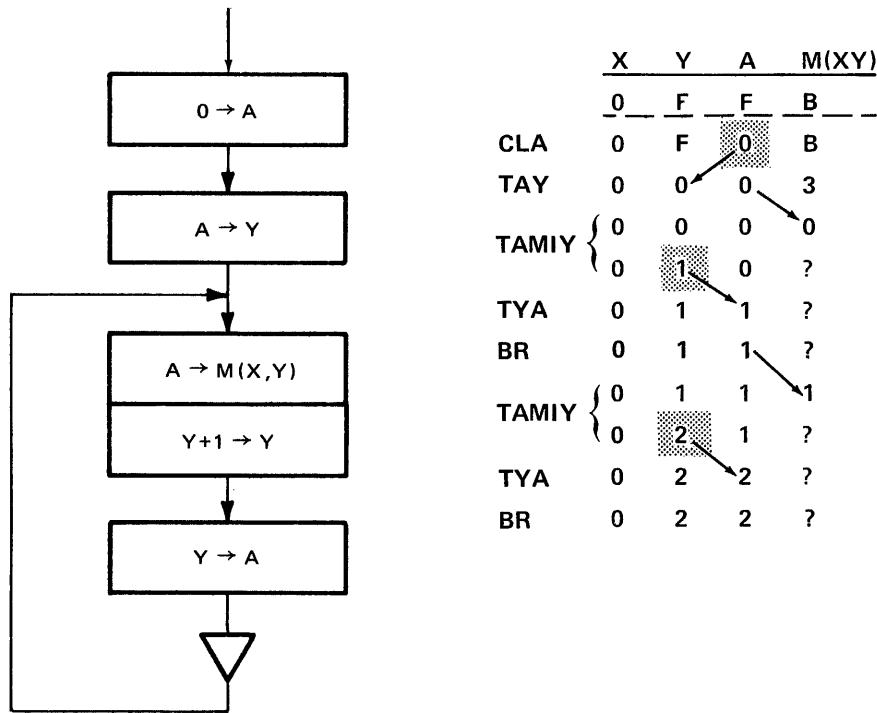 0 → A
A → Y
A → M(X,Y)
Y+1 → Y
Y → A
X Y A M(XY)
0 F F B
CLA 0 F 0 B
TAY 0 0 0 3
TAMIY { 0 0 0 0
0 1 0 ?
TYA 0 1 1 ?
BR 0 1 1 ?
TAMIY { 0 1 1 1
0 2 1 ?
TYA 0 2 2 ?
BR 0 2 2 ?